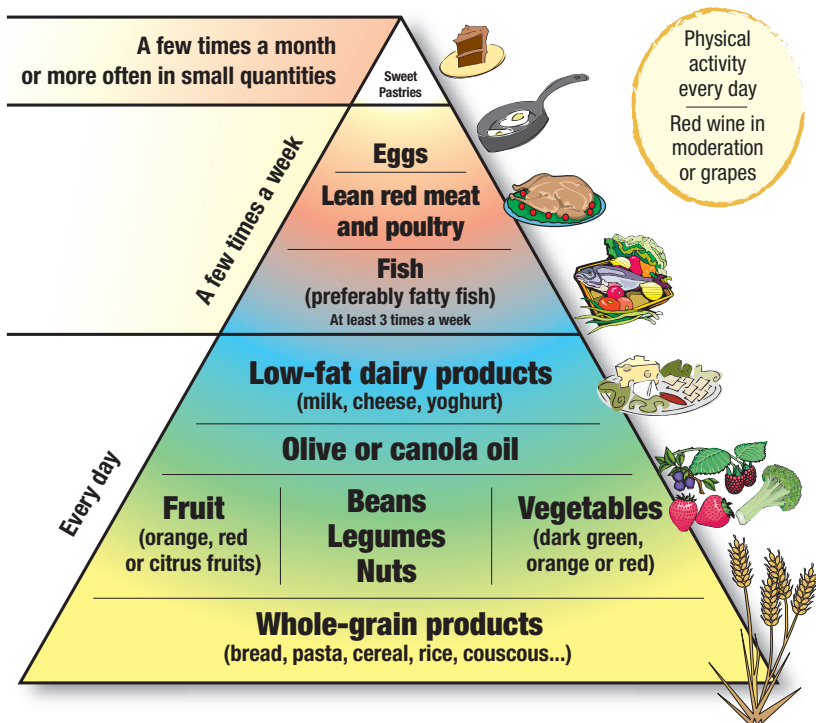 A few times a month
or more often in small quantities
Sweet
Pastries
Physical
activity
every day
Red wine in
moderation
or grapes
A few times a week
Eggs
Lean red meat
and poultry
Fish
(preferably fatty fish)
At least 3 times a week
Every day
Low-fat dairy products
(milk, cheese, yoghurt)
Olive or canola oil
Fruit
(orange, red
or citrus fruits)
Beans
Legumes
Nuts
Vegetables
(dark green,
orange or red)
Whole-grain products
(bread, pasta, cereal, rice, couscous...)